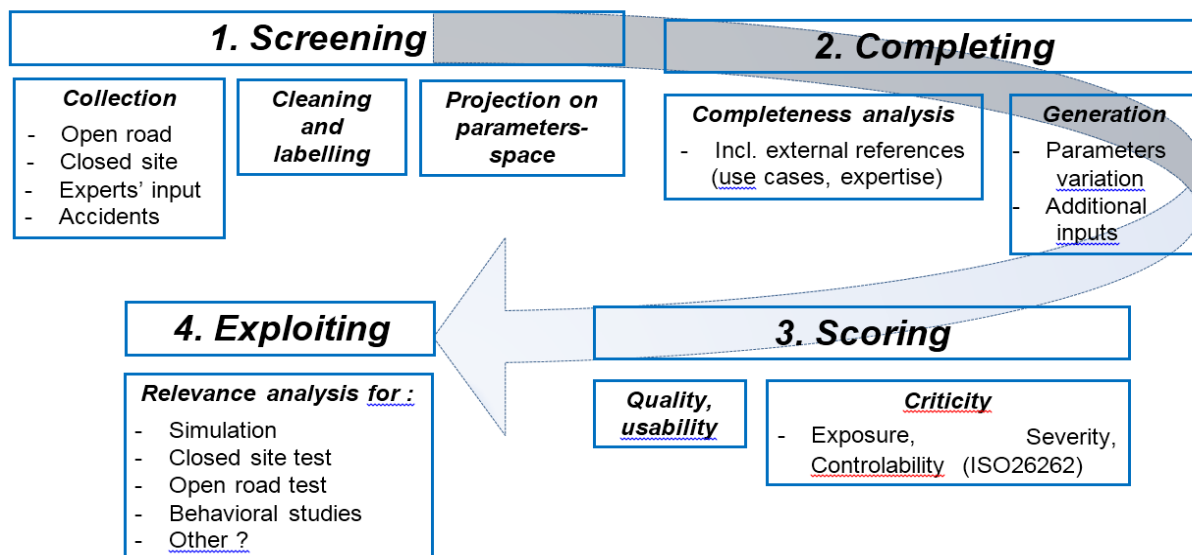 1. Screening
Collection
- Open road
- Closed site
- Experts’ input
- Accidents
Cleaning
and
labelling
Projection on
parameters-
space
2. Completing
Completeness analysis
- Incl. external references
(use cases, expertise)
Generation
- Parameters
variation
- Additional
inputs
3. Scoring
Quality,
usability
Criticity
- Exposure, Severity,
Controlability (ISO26262)
4. Exploiting
Relevance analysis for :
- Simulation
- Closed site test
- Open road test
- Behavioral studies
- Other ?